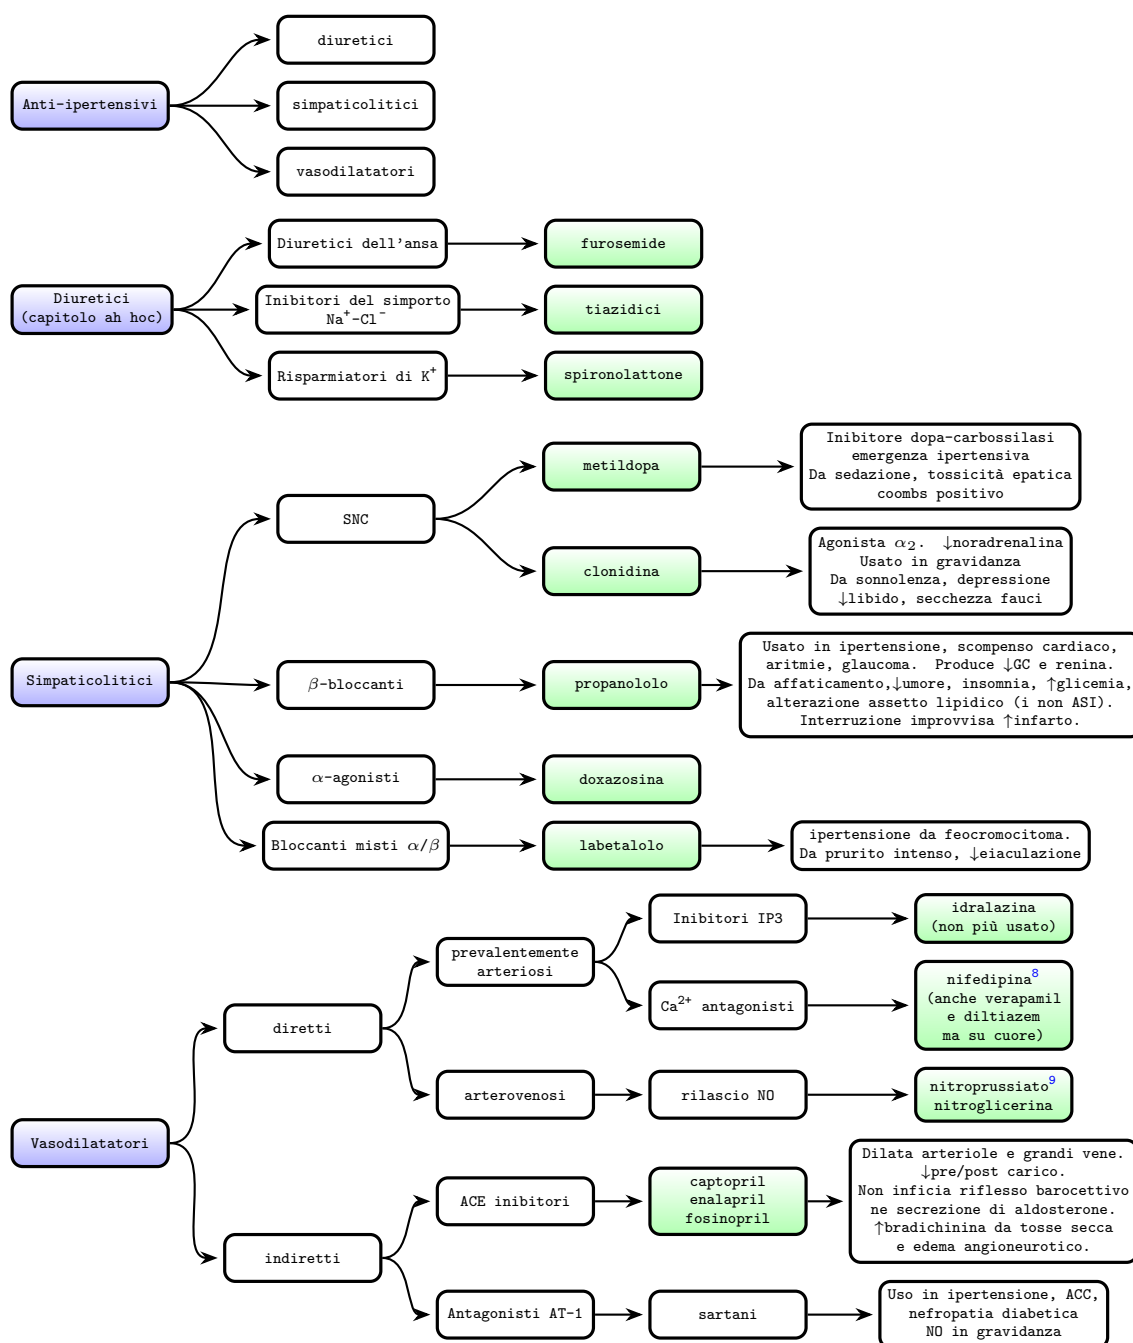 diuretici
Anti-ipertensivi
simpaticolitici
vasodilatatori
Diuretici dell'ansa
furosemide
Diuretici
(capitolo ah hoc)
Inibitori del simporto
Na⁺-Cl⁻
tiazidici
Risparmiatori di K⁺
spironolattone
Simpaticolitici
SNC
metildopa
Inibitore dopa-carbossilasi
emergenza ipertensiva
Da sedazione, tossicità epatica
coombs positivo
clonidina
Agonista α₂. ↓noradrenalina
Usato in gravidanza
Da sonnolenza, depressione
↓libido, secchezza fauci
β-bloccanti
propanololo
Usato in ipertensione, scompenso cardiaco,
aritmie, glaucoma. Produce ↓GC e renina.
Da affaticamento,↓umore, insomnia, ↑glicemia,
alterazione assetto lipidico (i non ASI).
Interruzione improvvisa ↑infarto.
α-agonisti
doxazosina
Bloccanti misti α/β
labetalolo
ipertensione da feocromocitoma.
Da prurito intenso, ↓eiaculazione
Vasodilatatori
diretti
prevalentemente
arteriosi
Inibitori IP3
idralazina
(non più usato)
Ca²⁺ antagonisti
nifedipina⁸
(anche verapamil
e diltiazem
ma su cuore)
arterovenosi
rilascio NO
nitroprussiato⁹
nitroglicerina
indiretti
ACE inibitori
captopril
enalapril
fosinopril
Dilata arteriole e grandi vene.
↓pre/post carico.
Non inficia riflesso barocettivo
ne secrezione di aldosterone.
↑bradichinina da tosse secca
e edema angioneurotico.
Antagonisti AT-1
sartani
Uso in ipertensione, ACC,
nefropatia diabetica
NO in gravidanza